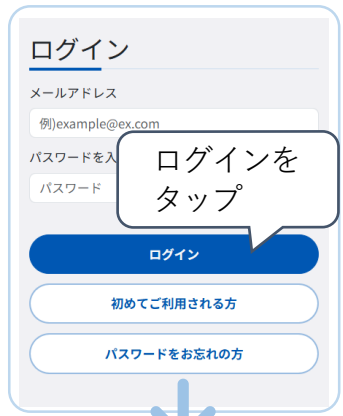 ログイン
メールアドレス
例)example@ex.com
パスワードを入
ログインを
タップ
パスワード
ログイン
初めてご利用される方
パスワードをお忘れの方